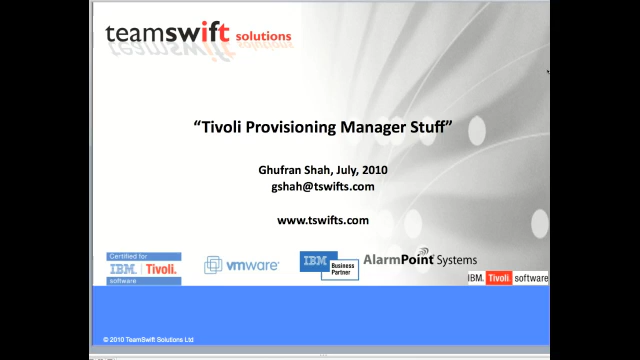 teamswift solutions
“Tivoli Provisioning Manager Stuff”
Ghufran Shah, July, 2010
gshah@tswifts.com
www.tswifts.com
Certified for
IBM. Tivoli.
software
vmware
IBM
Business
Partner
AlarmPoint Systems
IBM. Tivoli. software
© 2010 TeamSwift Solutions Ltd